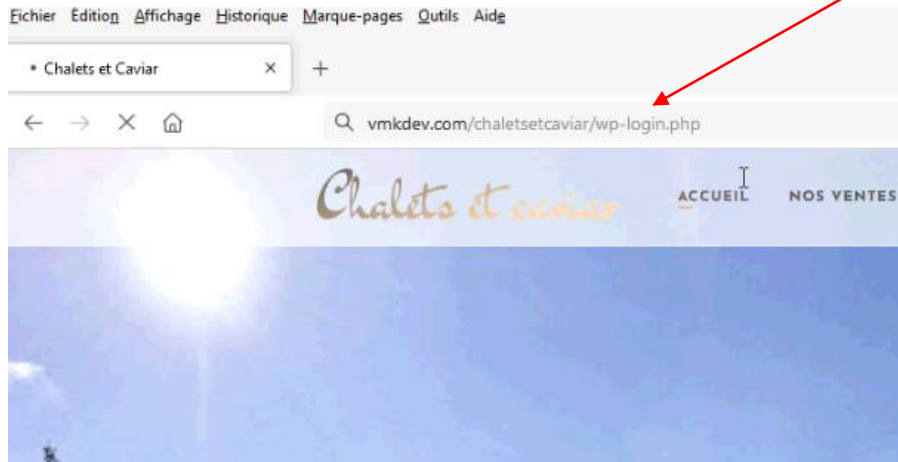 Fichier Édition Affichage Historique Marque-pages Outils Aide
• Chalets et Caviar × +
vmkdev.com/chaletsetcaviar/wp-login.php
Chalets et caviar ACCUEIL NOS VENTES